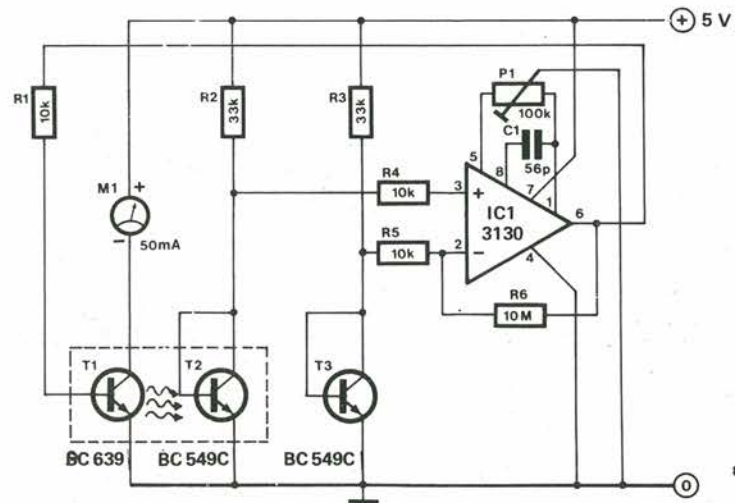 + 5 V
R1
10k
R2
33k
R3
33k
P1
100k
C1
56p
M1
+
−
50mA
R4
10k
R5
10k
5
8
7
1
3
+
2
−
6
4
IC1
3130
R6
10M
T1
T2
T3
BC 639
BC 549C
BC 549C
0
8